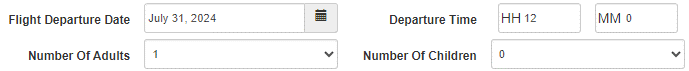 Flight Departure Date July 31, 2024 Departure Time HH 12 MM 0
Number Of Adults 1 Number Of Children 0